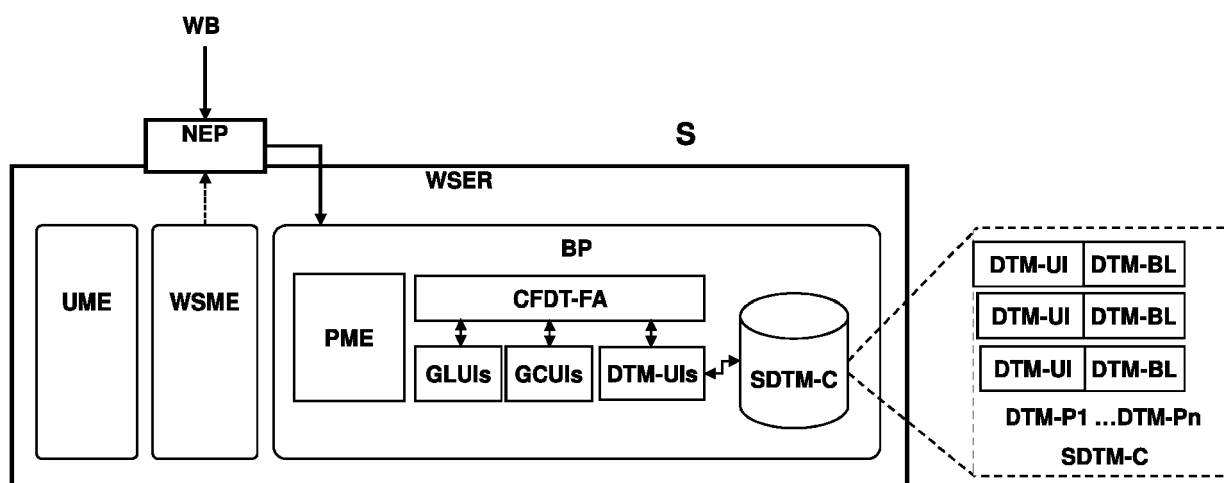 WB
NEP
S
WSER
UME
WSME
BP
PME
CFDT-FA
GLUIs
GCUIs
DTM-UIs
SDTM-C
DTM-UI DTM-BL
DTM-UI DTM-BL
DTM-UI DTM-BL
DTM-P1 ...DTM-Pn
SDTM-C